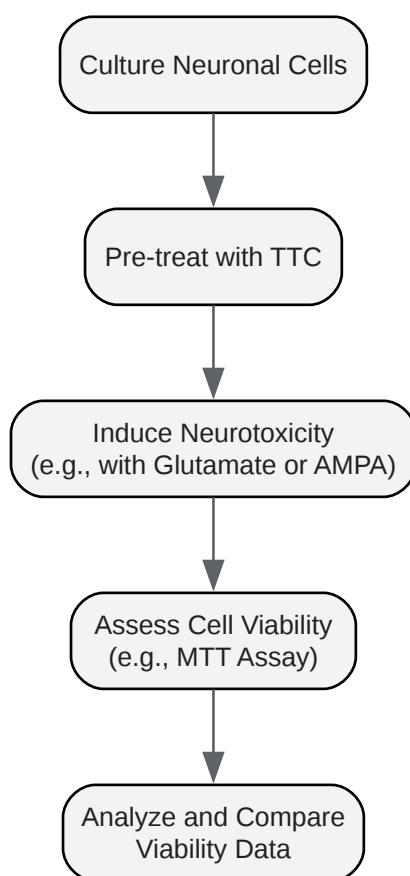 Culture Neuronal Cells
Pre-treat with TTC
Induce Neurotoxicity
(e.g., with Glutamate or AMPA)
Assess Cell Viability
(e.g., MTT Assay)
Analyze and Compare
Viability Data